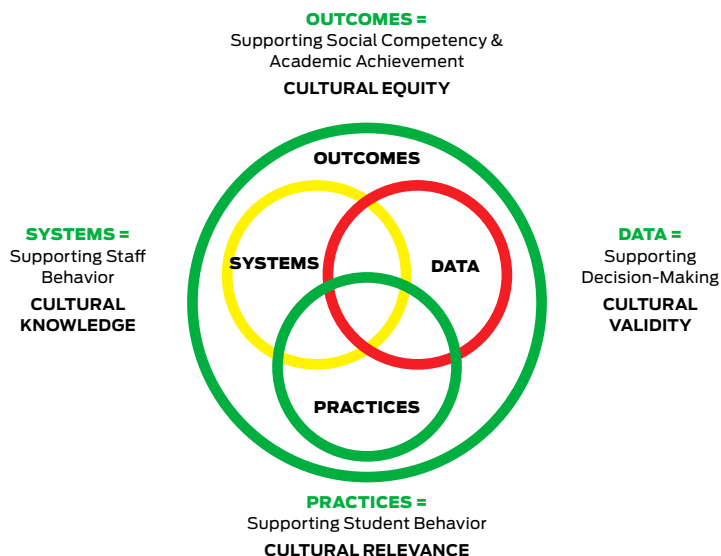 OUTCOMES =
Supporting Social Competency &
Academic Achievement
CULTURAL EQUITY
OUTCOMES
SYSTEMS =
Supporting Staff
Behavior
CULTURAL
KNOWLEDGE
SYSTEMS
DATA
DATA =
Supporting
Decision-Making
CULTURAL
VALIDITY
PRACTICES
PRACTICES =
Supporting Student Behavior
CULTURAL RELEVANCE